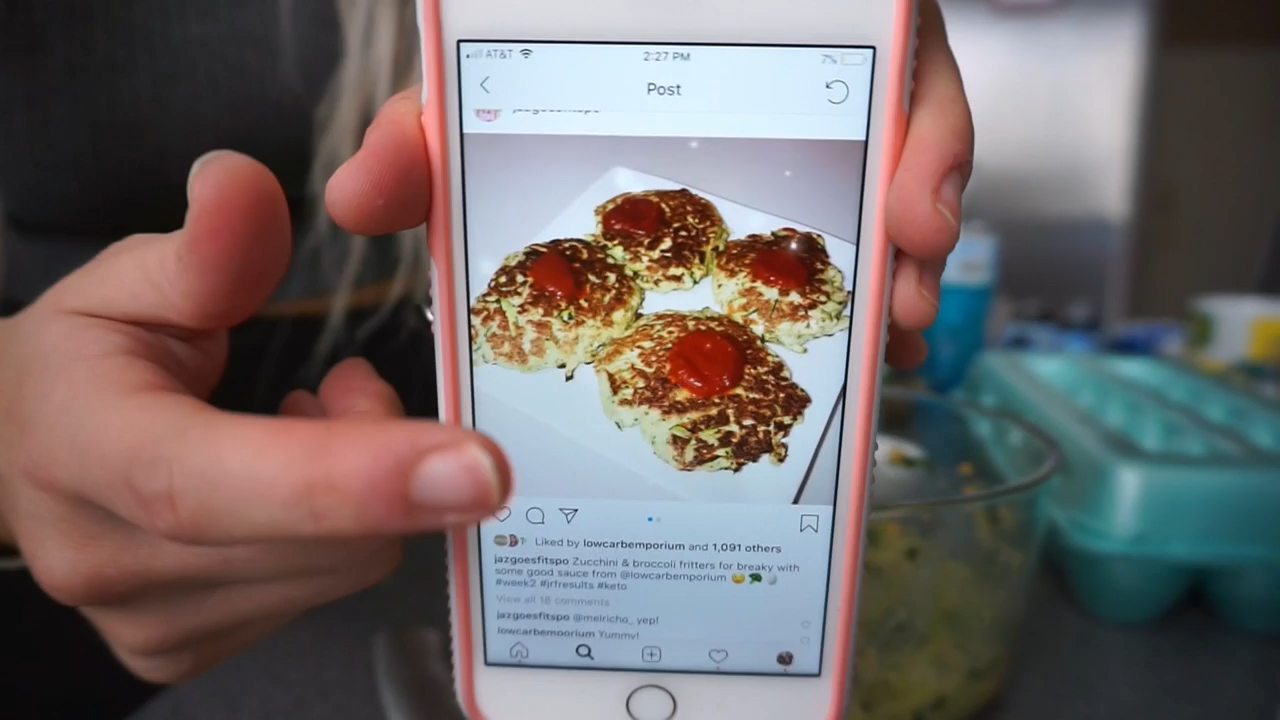 AT&T 2:27 PM 7%
Post
Liked by lowcarbemporium and 1,091 others
jazgoesfitspo Zucchini & broccoli fritters for breaky with
some good sauce from @lowcarbemporium
#week2 #jrfresults #keto
View all 18 comments
jazgoesfitspo @melricho_ yep!
lowcarbemporium Yummy!